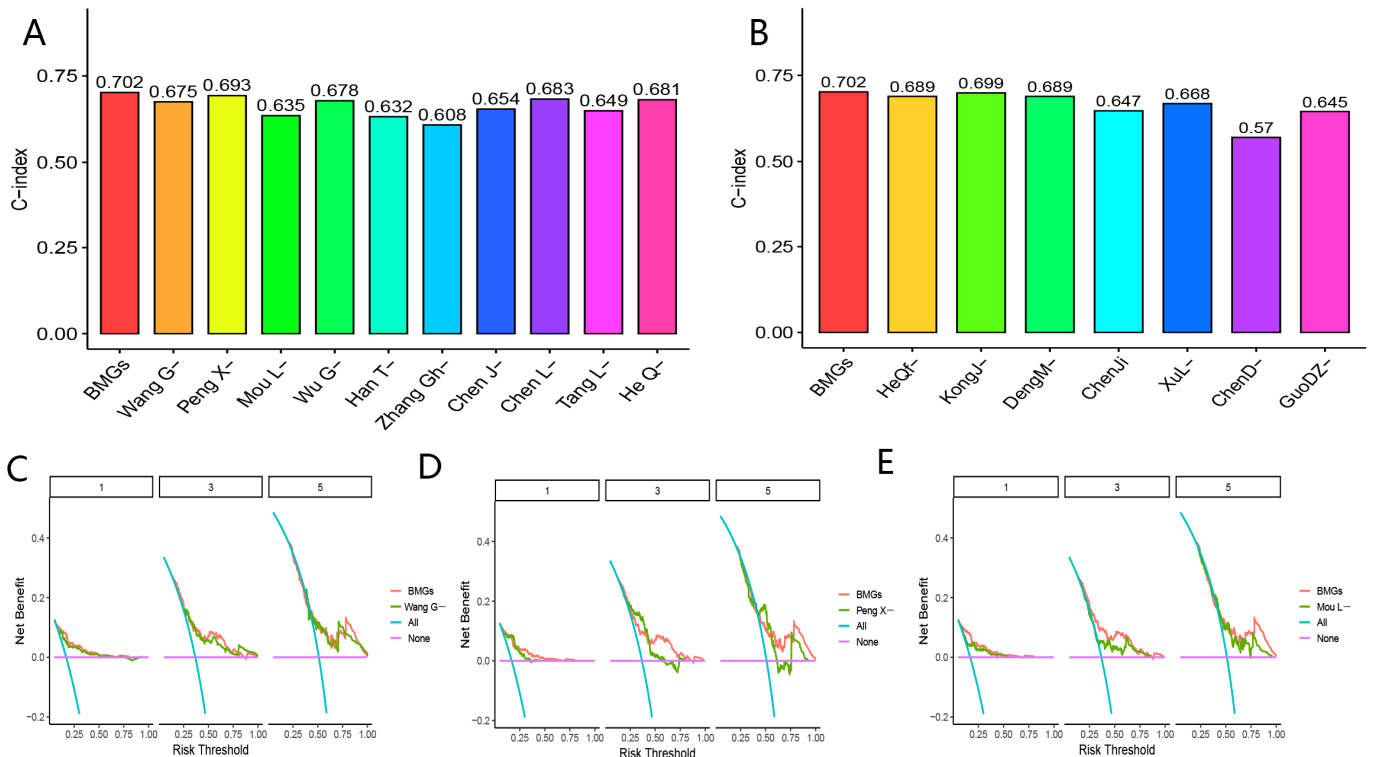 A
C−index
0.75
0.50
0.25
0.00
0.702
0.675
0.693
0.635
0.678
0.632
0.608
0.654
0.683
0.649
0.681
BMGs
Wang G−
Peng X−
Mou L−
Wu G−
Han T−
Zhang Gh−
Chen J−
Chen L−
Tang L−
He Q−
B
C−index
0.75
0.50
0.25
0.00
0.702
0.689
0.699
0.689
0.647
0.668
0.57
0.645
BMGs
HeQf−
KongJ−
DengM−
ChenJi
XuL−
ChenD−
GuoDZ−
C
1
3
5
Net Benefit
0.4
0.2
0.0
−0.2
0.25 0.50 0.75 1.00
0.25 0.50 0.75 1.00
0.25 0.50 0.75 1.00
Risk Threshold
BMGs
Wang G−
All
None
D
1
3
5
Net Benefit
0.4
0.2
0.0
−0.2
0.25 0.50 0.75 1.00
0.25 0.50 0.75 1.00
0.25 0.50 0.75 1.00
Risk Threshold
BMGs
Peng X−
All
None
E
1
3
5
Net Benefit
0.4
0.2
0.0
−0.2
0.25 0.50 0.75 1.00
0.25 0.50 0.75 1.00
0.25 0.50 0.75 1.00
Risk Threshold
BMGs
Mou L−
All
None